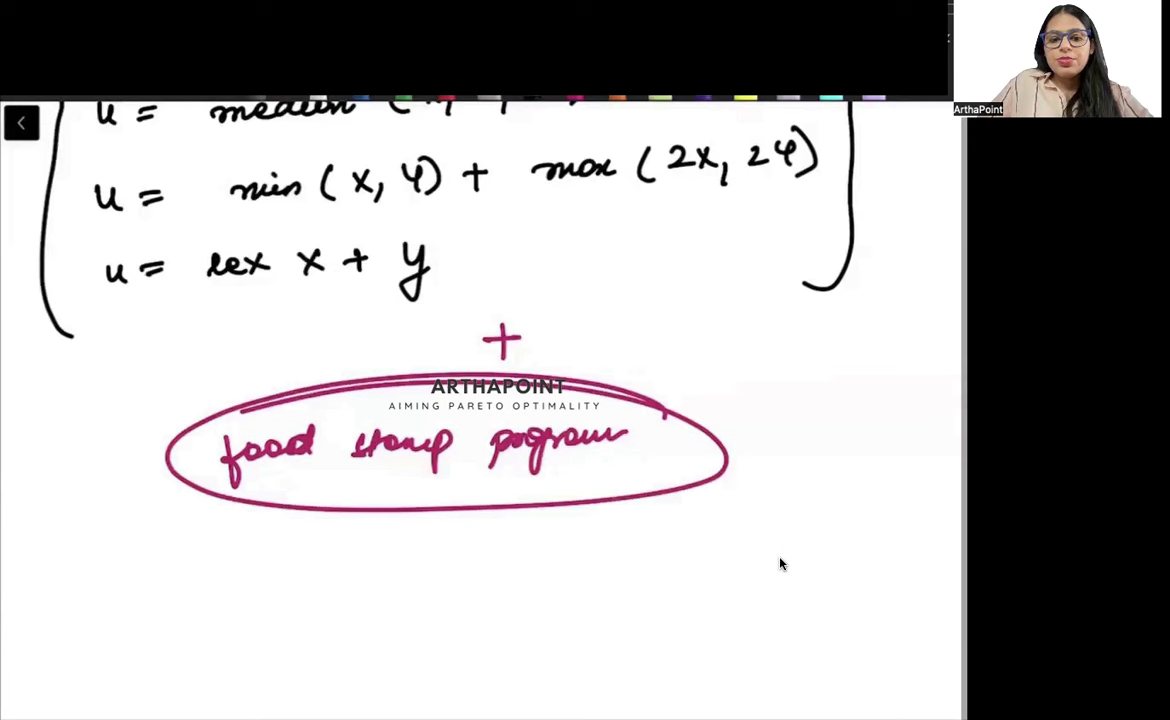 ArthaPoint
u =
u = min ( x, y ) + max ( 2x, 2y )
u = lex x + y
+
ARTHAPOINT
AIMING PARETO OPTIMALITY
food stamp program